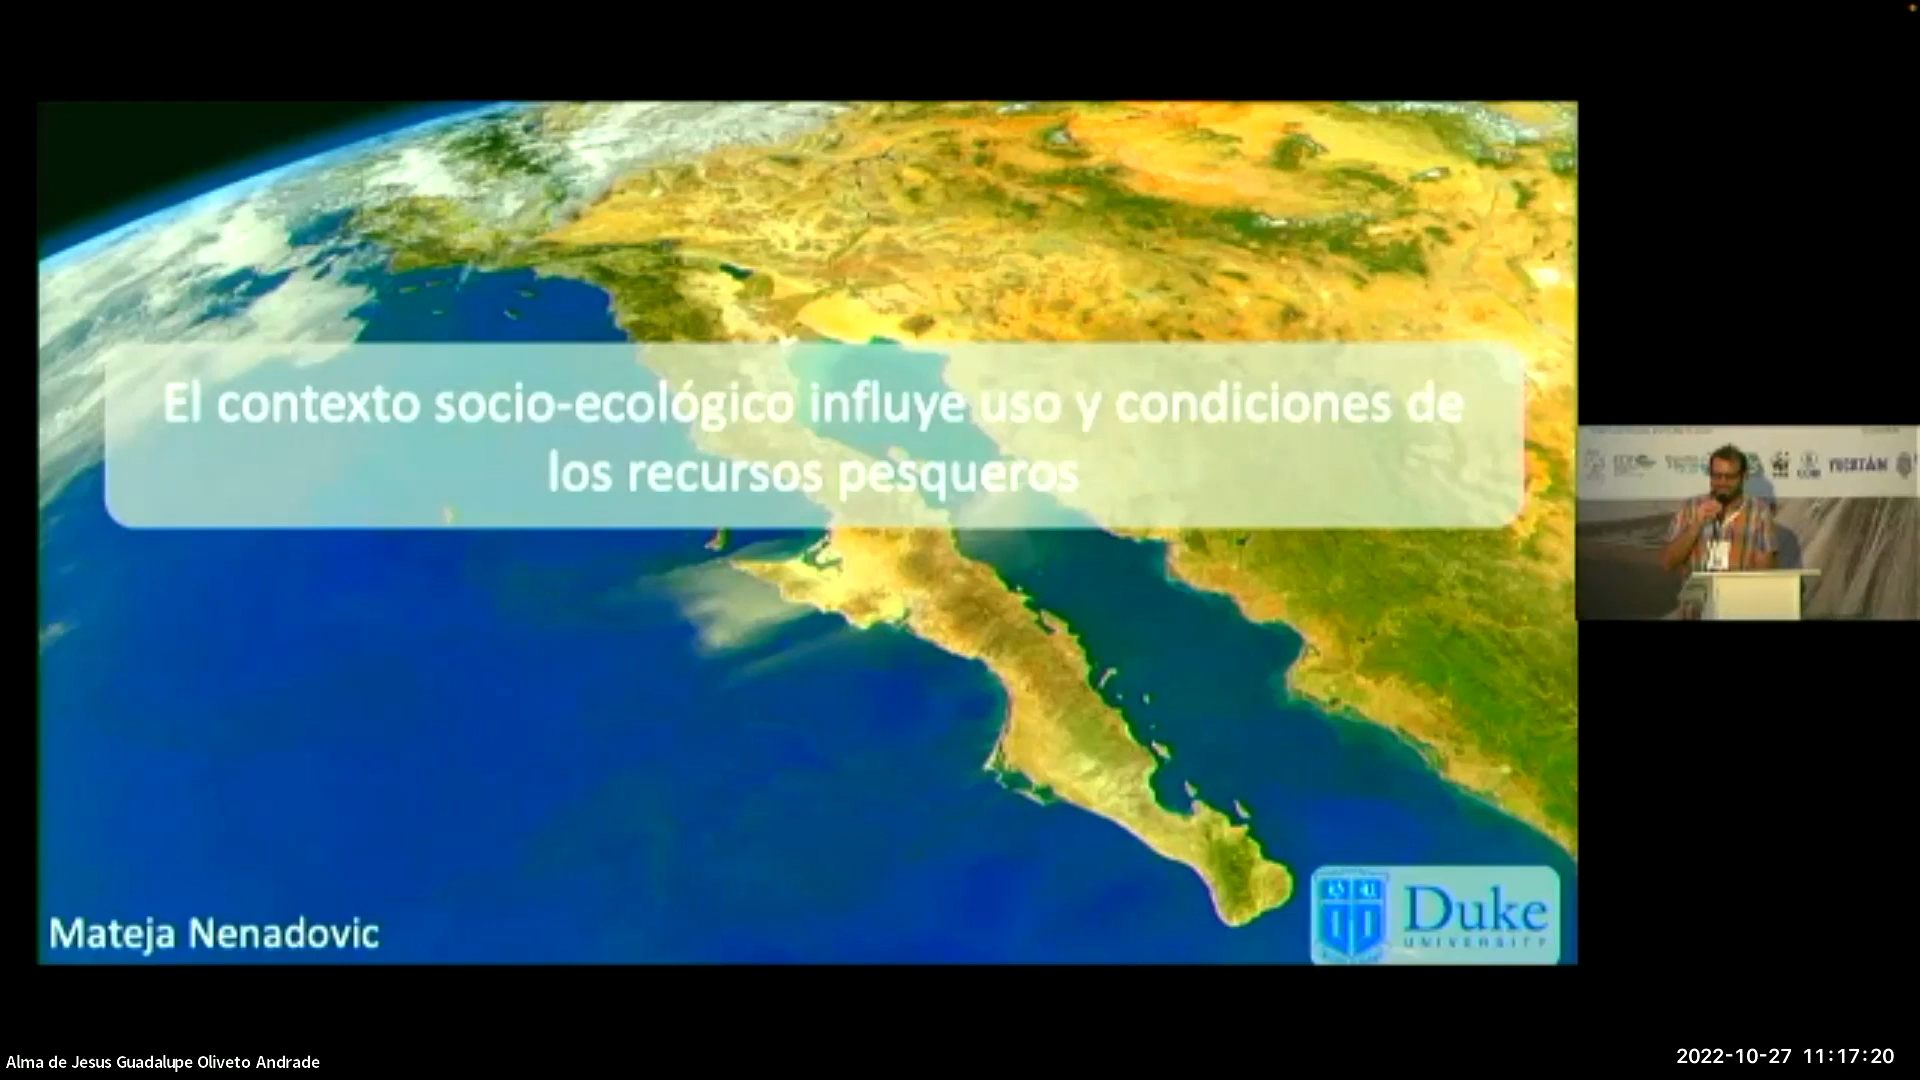 El contexto socio-ecológico influye uso y condiciones de
los recursos pesqueros
Mateja Nenadovic
Duke
UNIVERSITY
YUCATÁN
Alma de Jesus Guadalupe Oliveto Andrade
2022-10-27 11:17:20